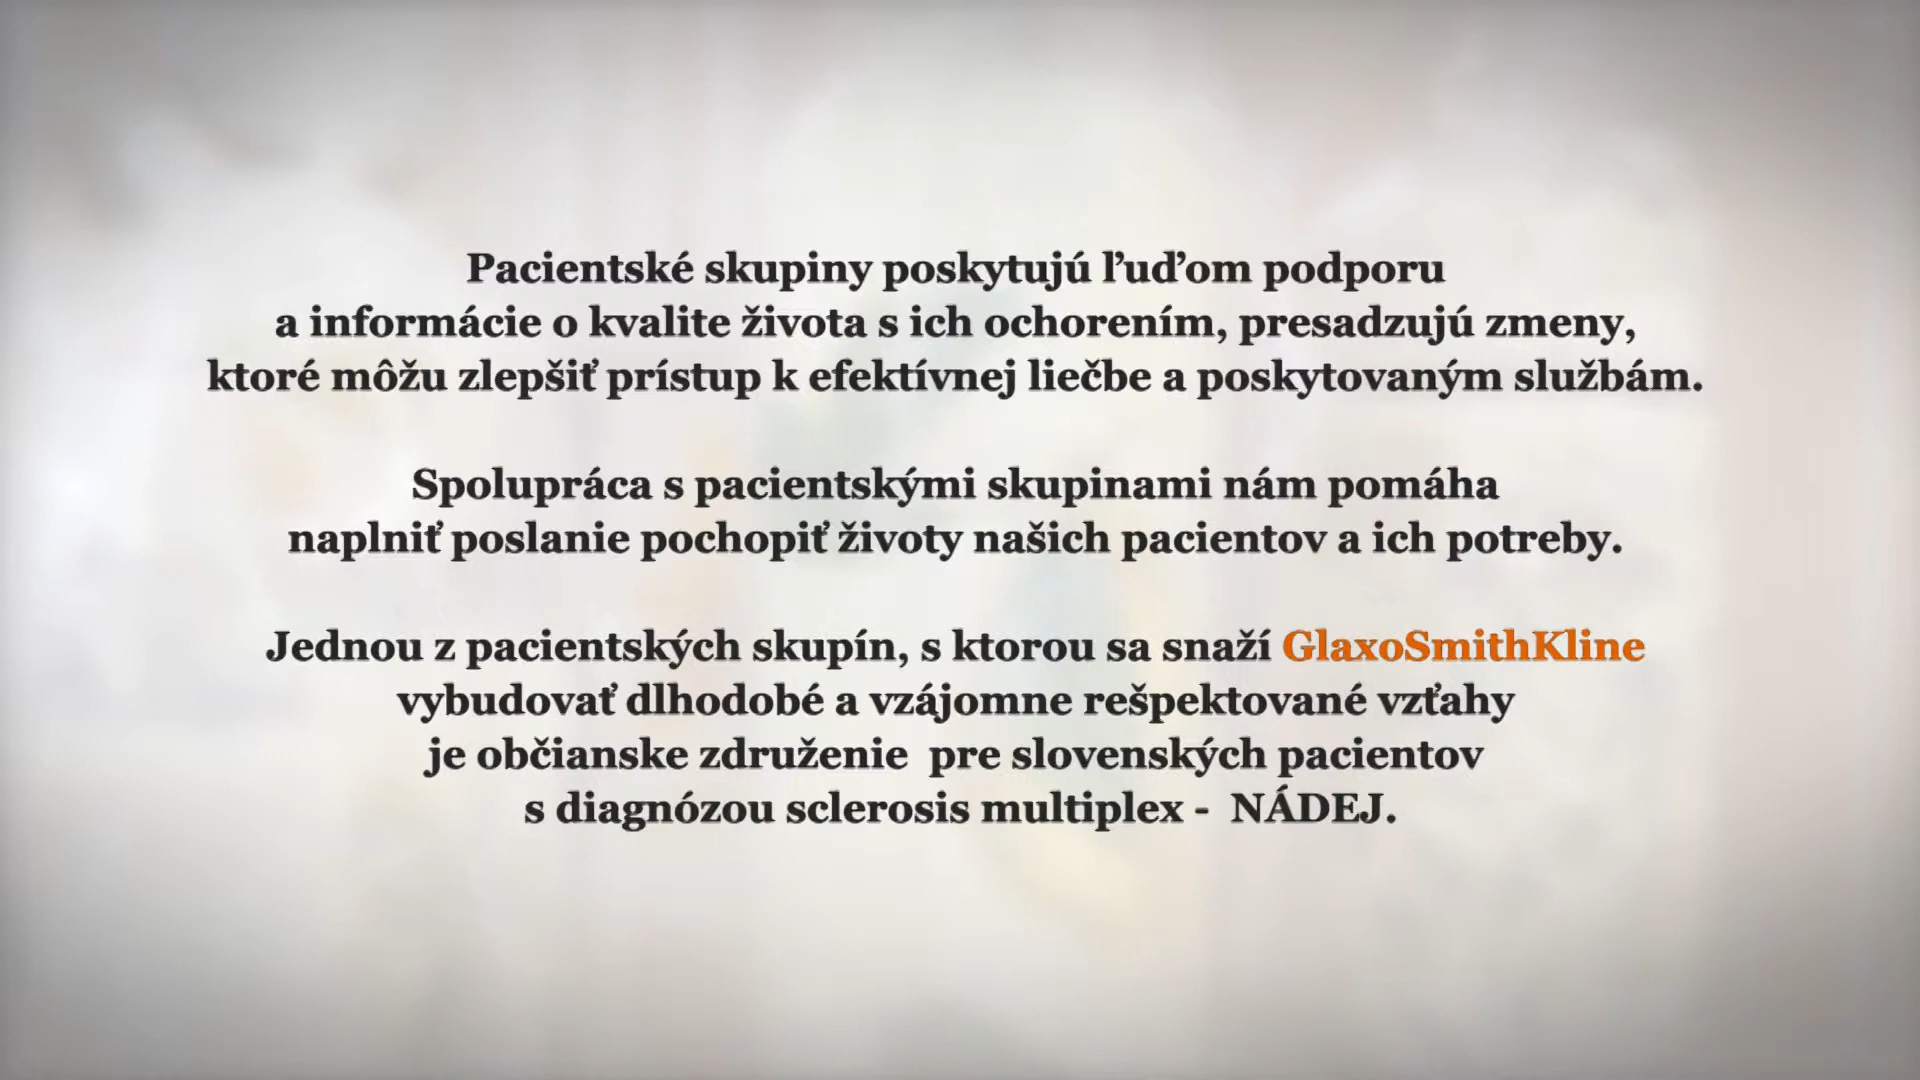 Pacientské skupiny poskytujú ľuďom podporu
a informácie o kvalite života s ich ochorením, presadzujú zmeny,
ktoré môžu zlepšiť prístup k efektívnej liečbe a poskytovaným službám.
Spolupráca s pacientskými skupinami nám pomáha
naplniť poslanie pochopiť životy našich pacientov a ich potreby.
Jednou z pacientských skupín, s ktorou sa snaží GlaxoSmithKline
vybudovať dlhodobé a vzájomne rešpektované vzťahy
je občianske združenie  pre slovenských pacientov
s diagnózou sclerosis multiplex -  NÁDEJ.